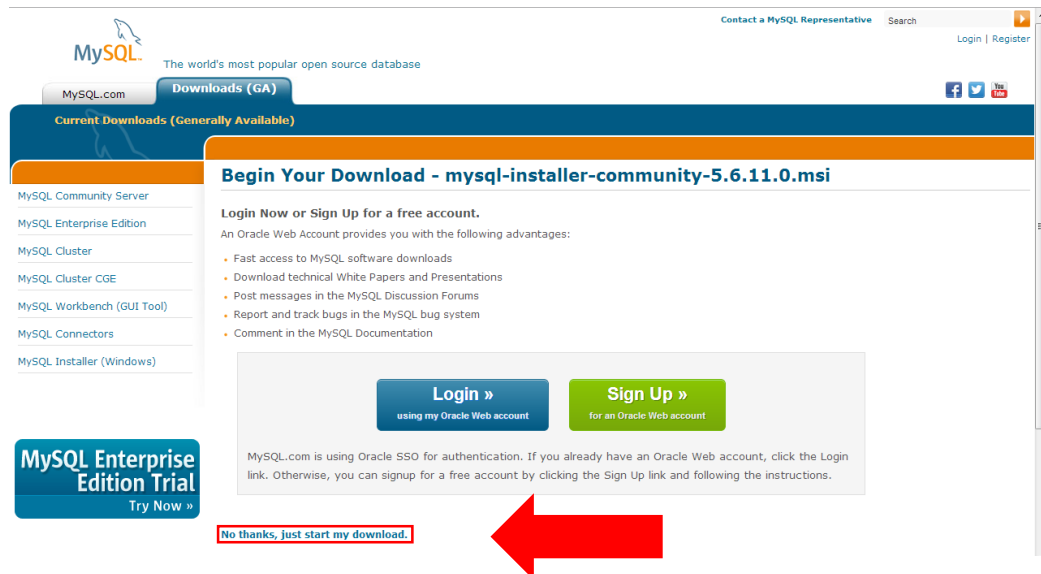 Contact a MySQL Representative
Search
Login | Register
MySQL
The world's most popular open source database
MySQL.com
Downloads (GA)
f
You Tube
Current Downloads (Generally Available)
Begin Your Download - mysql-installer-community-5.6.11.0.msi
MySQL Community Server
MySQL Enterprise Edition
MySQL Cluster
MySQL Cluster CGE
MySQL Workbench (GUI Tool)
MySQL Connectors
MySQL Installer (Windows)
MySQL Enterprise
Edition Trial
Try Now »
Login Now or Sign Up for a free account.
An Oracle Web Account provides you with the following advantages:
Fast access to MySQL software downloads
Download technical White Papers and Presentations
Post messages in the MySQL Discussion Forums
Report and track bugs in the MySQL bug system
Comment in the MySQL Documentation
Login »
using my Oracle Web account
Sign Up »
for an Oracle Web account
MySQL.com is using Oracle SSO for authentication. If you already have an Oracle Web account, click the Login
link. Otherwise, you can signup for a free account by clicking the Sign Up link and following the instructions.
No thanks, just start my download.